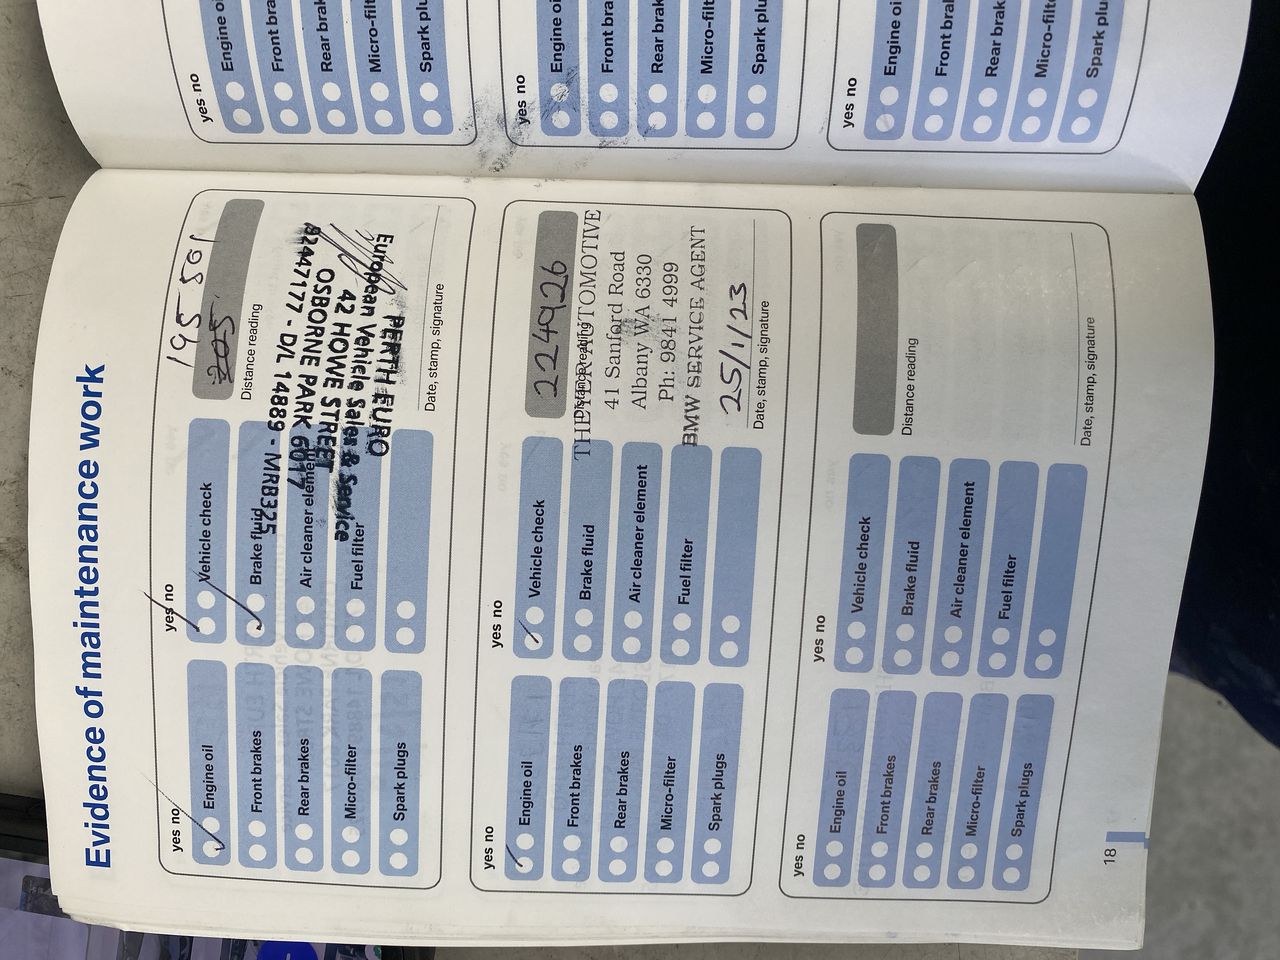 Evidence of maintenance work
yes no
Engine oil
Front brakes
Rear brakes
Micro-filter
Spark plugs
yes no
Vehicle check
Brake fluid
Air cleaner element
Fuel filter
195 501
Distance reading
82447177 - D/L 14889 - MRB325
OSBORNE PARK 6017
42 HOWE STREET
European Vehicle Sales & Service
PERTH EURO
Date, stamp, signature
yes no
Engine oil
Front brakes
Rear brakes
Micro-filter
Spark plugs
yes no
Vehicle check
Brake fluid
Air cleaner element
Fuel filter
224926
Distance reading
AUTOMOTIVE
41 Sanford Road
Albany WA 6330
Ph: 9841 4999
BMW SERVICE AGENT
25/1/23
Date, stamp, signature
yes no
Engine oil
Front brakes
Rear brakes
Micro-filter
Spark plugs
yes no
Vehicle check
Brake fluid
Air cleaner element
Fuel filter
Distance reading
Date, stamp, signature
18
yes no
Engine oi
Front bra
Rear brak
Micro-filt
Spark plu
yes no
Engine oi
Front bra
Rear brak
Micro-filt
Spark plu
yes no
Engine oi
Front bral
Rear brak
Micro-filte
Spark plu